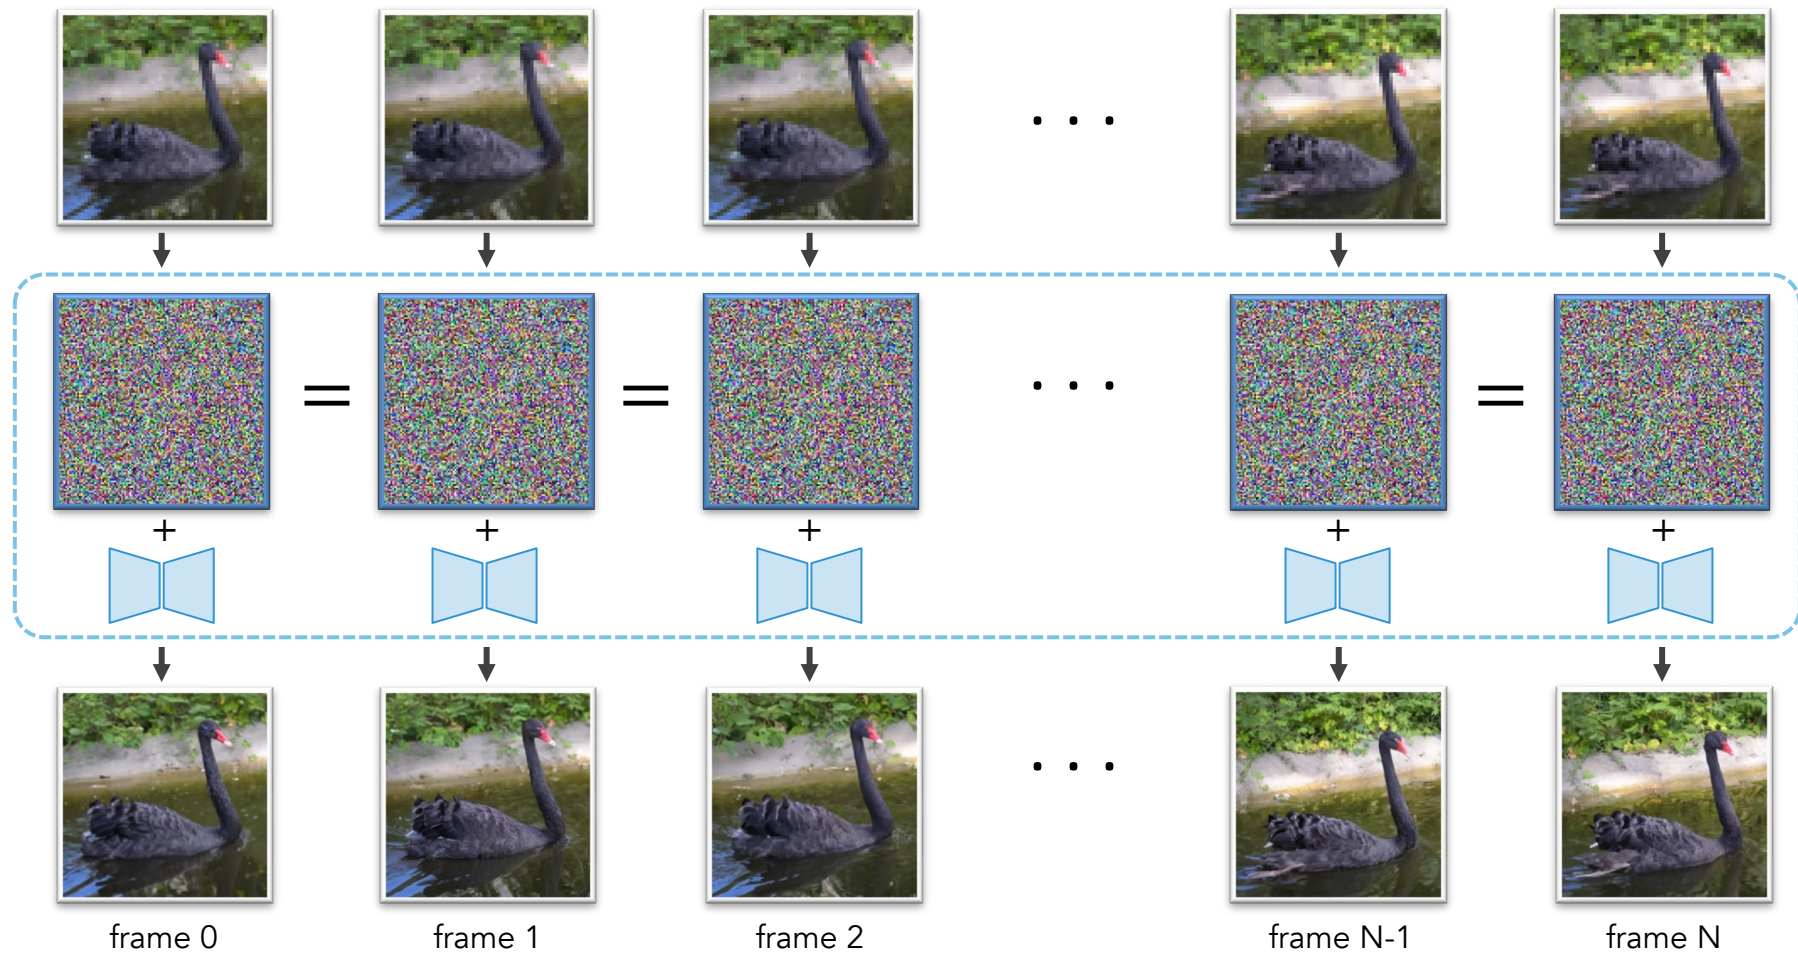 . . .
= = . . . =
+ + + + +
. . .
frame 0 frame 1 frame 2 frame N-1 frame N